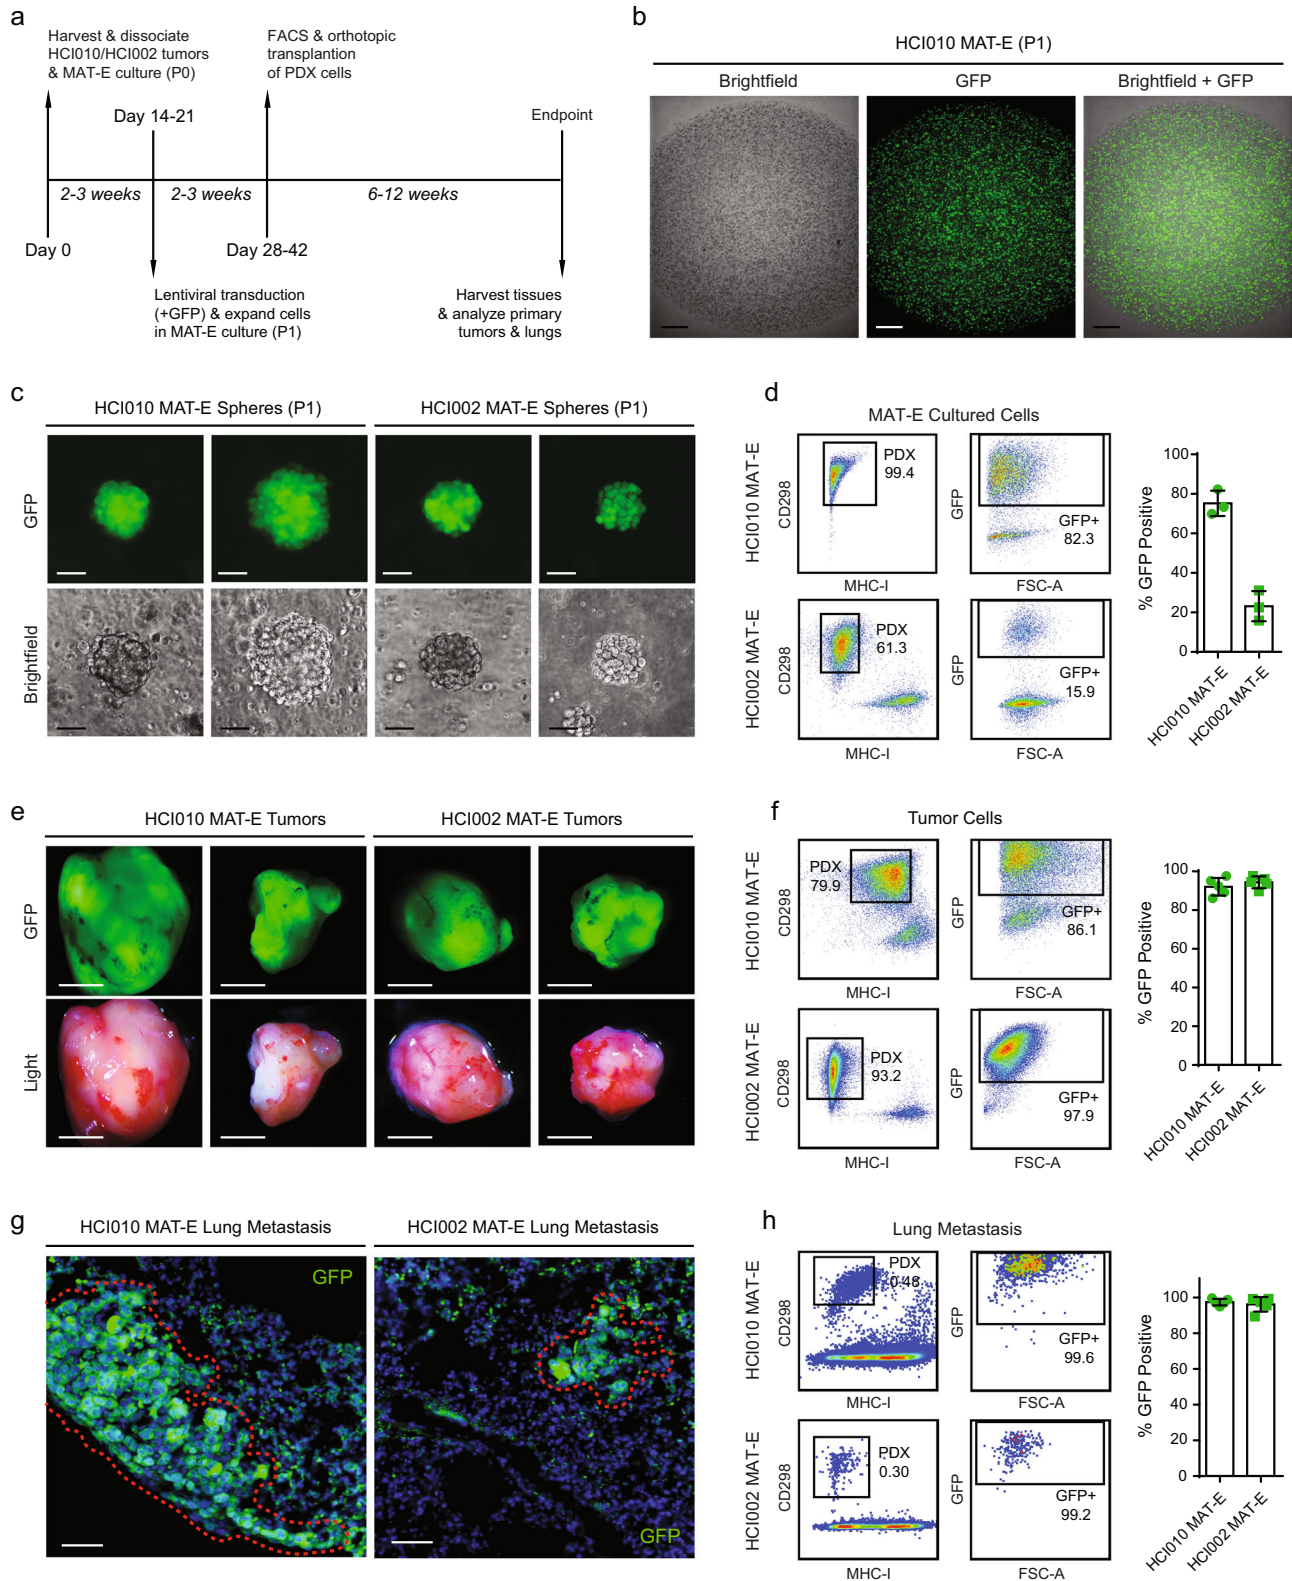 a
Harvest & dissociate
HCI010/HCI002 tumors
& MAT-E culture (P0)
FACS & orthotopic
transplantion
of PDX cells
Day 14-21
Endpoint
2-3 weeks
2-3 weeks
6-12 weeks
Day 0
Day 28-42
Lentiviral transduction
(+GFP) & expand cells
in MAT-E culture (P1)
Harvest tissues
& analyze primary
tumors & lungs
b
HCI010 MAT-E (P1)
Brightfield
GFP
Brightfield + GFP
c
HCI010 MAT-E Spheres (P1)
HCI002 MAT-E Spheres (P1)
GFP
Brightfield
d
MAT-E Cultured Cells
HCI010 MAT-E
CD298
PDX
99.4
MHC-I
GFP
GFP+
82.3
FSC-A
HCI002 MAT-E
CD298
PDX
61.3
MHC-I
GFP
GFP+
15.9
FSC-A
% GFP Positive
100
80
60
40
20
0
HCI010 MAT-E
HCI002 MAT-E
e
HCI010 MAT-E Tumors
HCI002 MAT-E Tumors
GFP
Light
f
Tumor Cells
HCI010 MAT-E
CD298
PDX
79.9
MHC-I
GFP
GFP+
86.1
FSC-A
HCI002 MAT-E
CD298
PDX
93.2
MHC-I
GFP
GFP+
97.9
FSC-A
% GFP Positive
100
80
60
40
20
0
HCI010 MAT-E
HCI002 MAT-E
g
HCI010 MAT-E Lung Metastasis
HCI002 MAT-E Lung Metastasis
GFP
GFP
h
Lung Metastasis
HCI010 MAT-E
CD298
PDX
0.48
MHC-I
GFP
GFP+
99.6
FSC-A
HCI002 MAT-E
CD298
PDX
0.30
MHC-I
GFP
GFP+
99.2
FSC-A
% GFP Positive
100
80
60
40
20
0
HCI010 MAT-E
HCI002 MAT-E